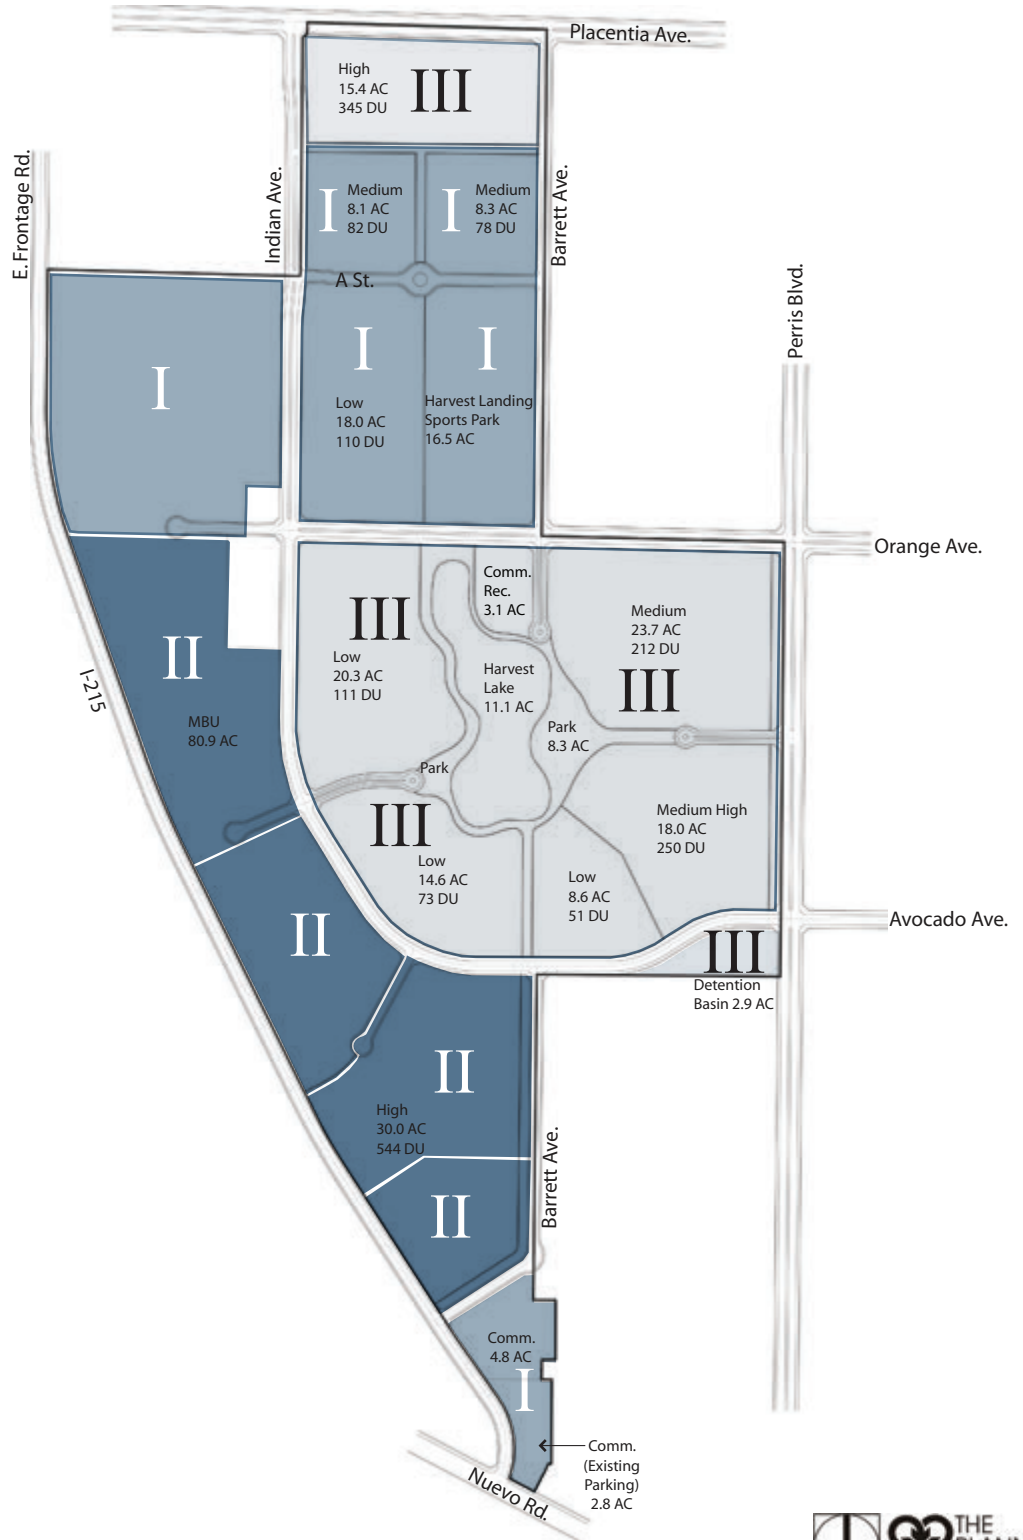 Placentia Ave.
High
15.4 AC
345 DU
III
E. Frontage Rd.
Indian Ave.
Barrett Ave.
I
Medium
8.1 AC
82 DU
I
Medium
8.3 AC
78 DU
A St.
Perris Blvd.
I
I
Low
18.0 AC
110 DU
I
Harvest Landing
Sports Park
16.5 AC
Orange Ave.
Comm.
Rec.
3.1 AC
III
Low
20.3 AC
111 DU
Medium
23.7 AC
212 DU
III
II
I-215
MBU
80.9 AC
Harvest
Lake
11.1 AC
Park
8.3 AC
Park
III
Low
14.6 AC
73 DU
Medium High
18.0 AC
250 DU
Low
8.6 AC
51 DU
Avocado Ave.
II
III
Detention
Basin 2.9 AC
II
High
30.0 AC
544 DU
II
Barrett Ave.
Comm.
4.8 AC
I
Comm.
(Existing
Parking)
2.8 AC
Nuevo Rd.
THE